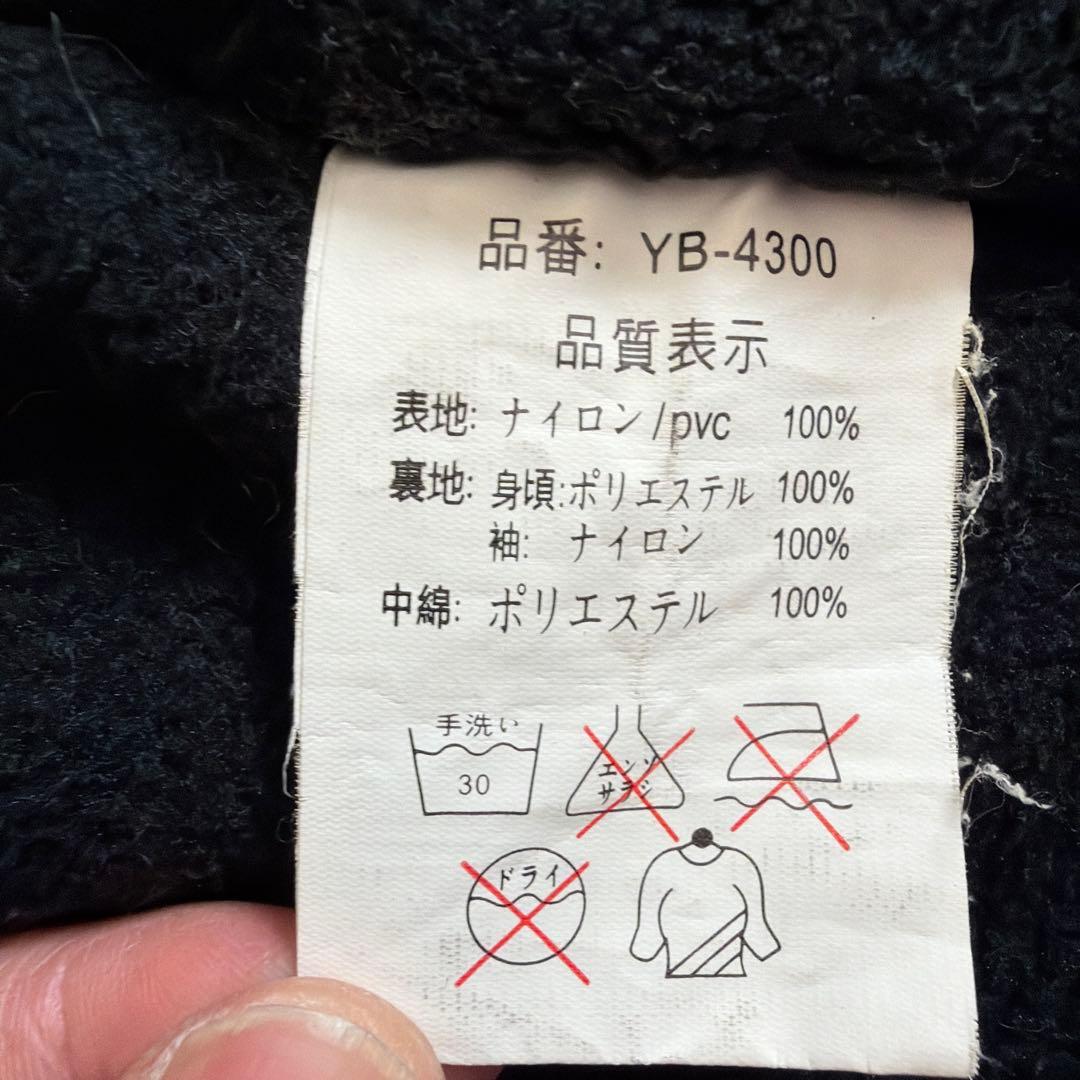 品番: YB-4300
品質表示
表地: ナイロン/pvc 100%
裏地: 身頃:ポリエステル 100%
袖: ナイロン 100%
中綿: ポリエステル 100%
手洗い
30
エンソ
サラシ
ドライ